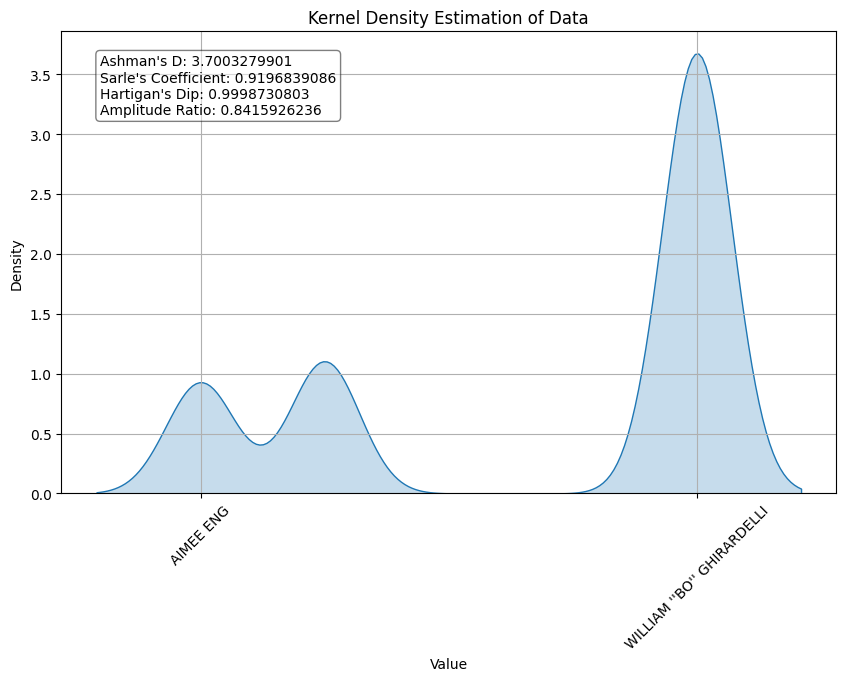 Kernel Density Estimation of Data
Ashman's D: 3.7003279901
Sarle's Coefficient: 0.9196839086
Hartigan's Dip: 0.9998730803
Amplitude Ratio: 0.8415926236
3.5
3.0
2.5
2.0
1.5
1.0
0.5
0.0
Density
AIMEE ENG
WILLIAM ''BO'' GHIRARDELLI
Value